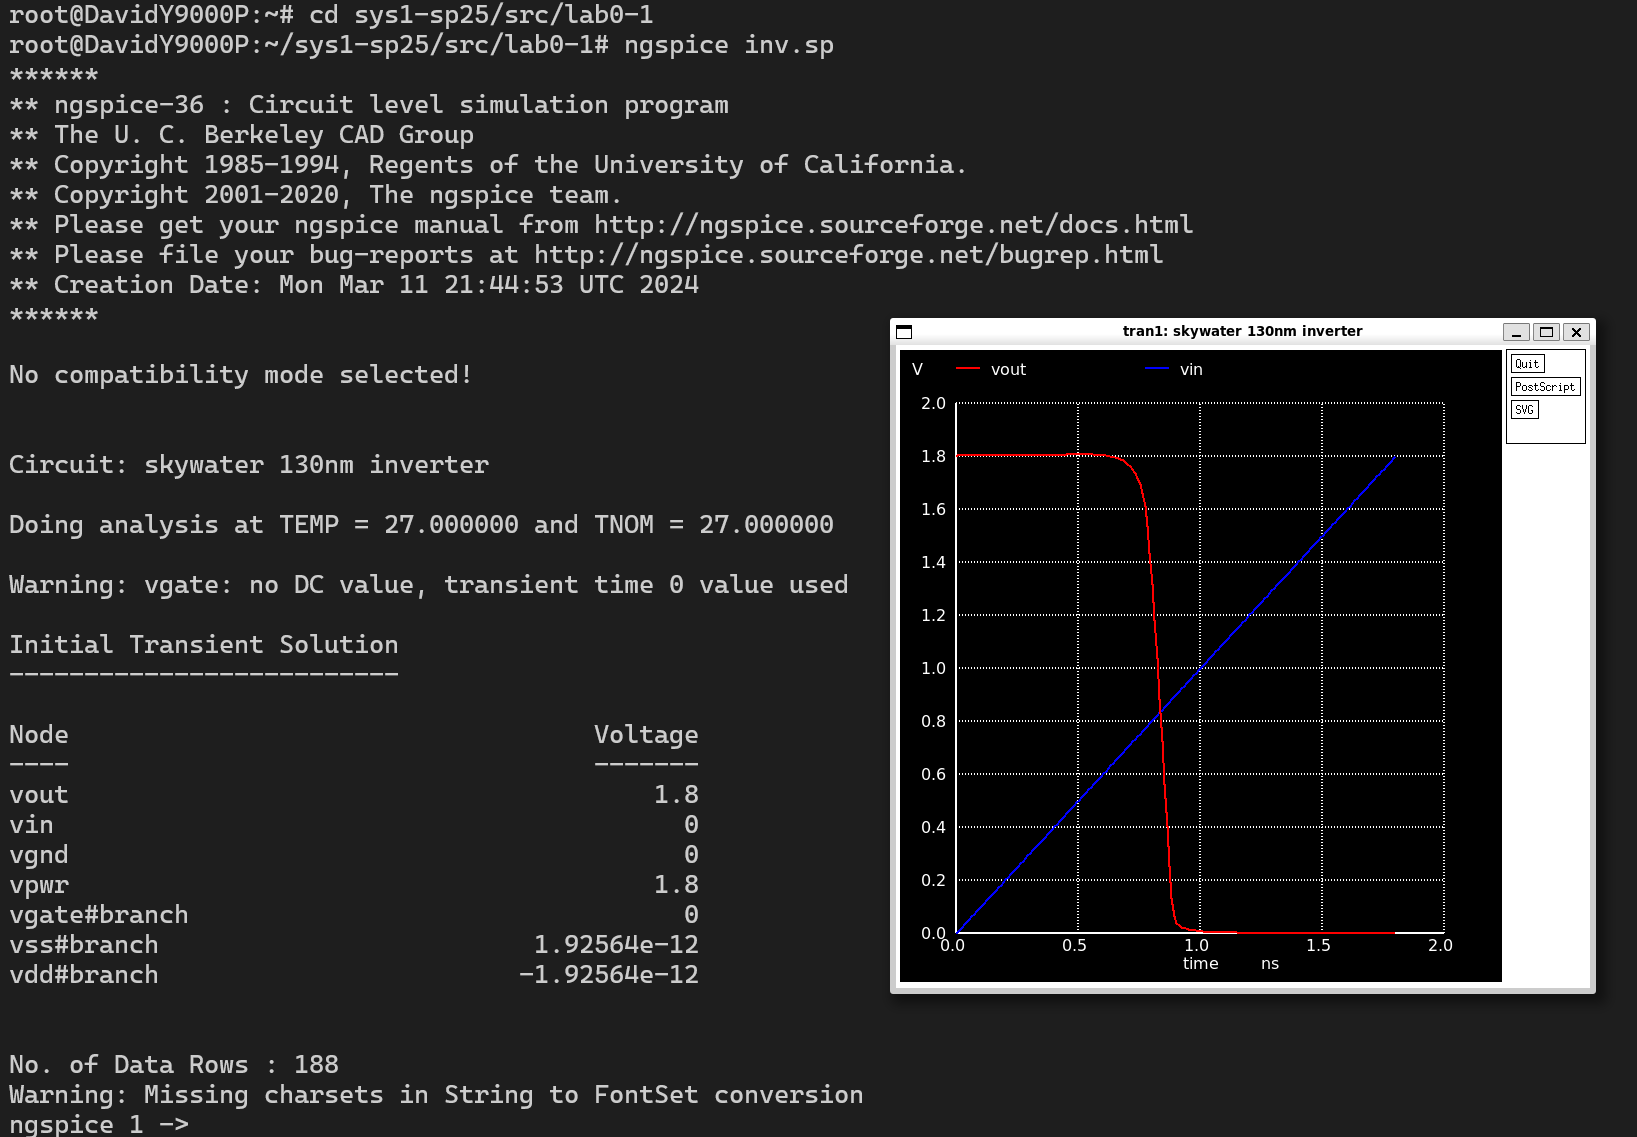 root@DavidY9000P:~# cd sys1-sp25/src/lab0-1
root@DavidY9000P:~/sys1-sp25/src/lab0-1# ngspice inv.sp
******
** ngspice-36 : Circuit level simulation program
** The U. C. Berkeley CAD Group
** Copyright 1985-1994, Regents of the University of California.
** Copyright 2001-2020, The ngspice team.
** Please get your ngspice manual from http://ngspice.sourceforge.net/docs.html
** Please file your bug-reports at http://ngspice.sourceforge.net/bugrep.html
** Creation Date: Mon Mar 11 21:44:53 UTC 2024
******
No compatibility mode selected!
Circuit: skywater 130nm inverter
Doing analysis at TEMP = 27.000000 and TNOM = 27.000000
Warning: vgate: no DC value, transient time 0 value used
Initial Transient Solution
--------------------------
Node Voltage
---- -------
vout 1.8
vin 0
vgnd 0
vpwr 1.8
vgate#branch 0
vss#branch 1.92564e-12
vdd#branch -1.92564e-12
No. of Data Rows : 188
Warning: Missing charsets in String to FontSet conversion
ngspice 1 ->
tran1: skywater 130nm inverter
V vout vin
Quit
PostScript
SVG
2.0
1.8
1.6
1.4
1.2
1.0
0.8
0.6
0.4
0.2
0.0
0.0 0.5 1.0 1.5 2.0
time ns